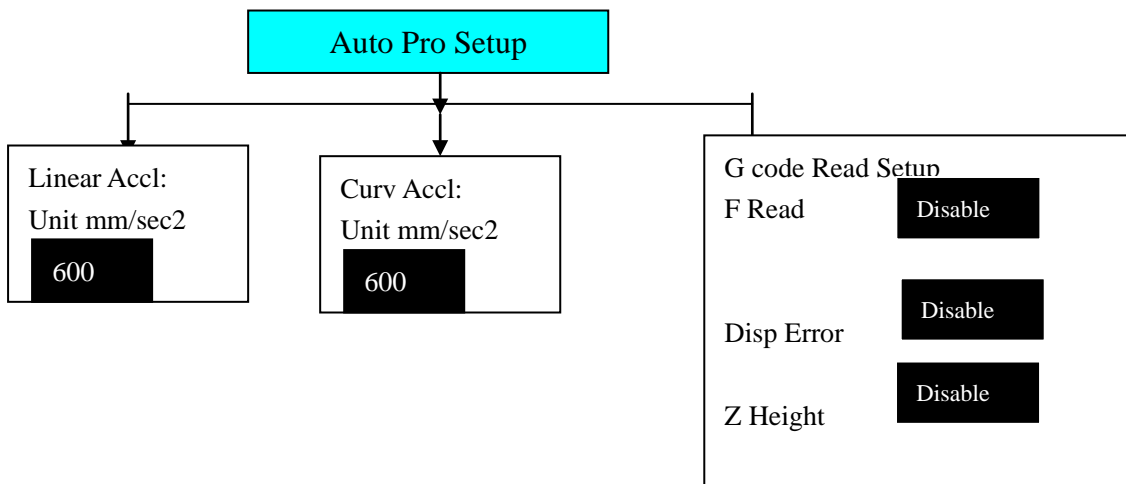 Auto Pro Setup
Linear Accl:
Unit mm/sec2
600
Curv Accl:
Unit mm/sec2
600
G code Read Setup
F Read
Disable
Disp Error
Disable
Z Height
Disable